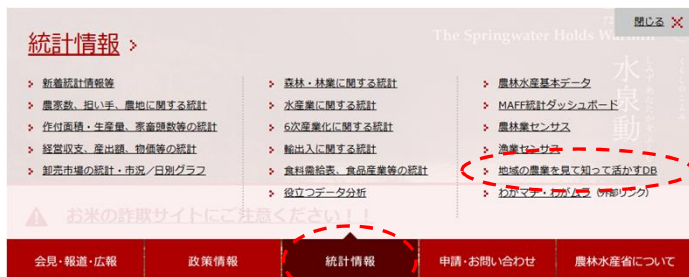 閉じる ×
The Springwater Holds W
統計情報 >
新着統計情報等
農家数、担い手、農地に関する統計
作付面積・生産量、家畜頭数等の統計
経営収支、産出額、物価等の統計
卸売市場の統計・市況/日別グラフ
森林・林業に関する統計
水産業に関する統計
6次産業化に関する統計
輸出入に関する統計
食料需給表、食品産業等の統計
役立つデータ分析
農林水産基本データ
MAFF統計ダッシュボード
農林業センサス
漁業センサス
地域の農業を見て知って活かすDB
わがマチ・わがムラ (外部リンク)
水泉動
お米の詐欺サイトにご注意ください!!
会見・報道・広報
政策情報
統計情報
申請・お問い合わせ
農林水産省について